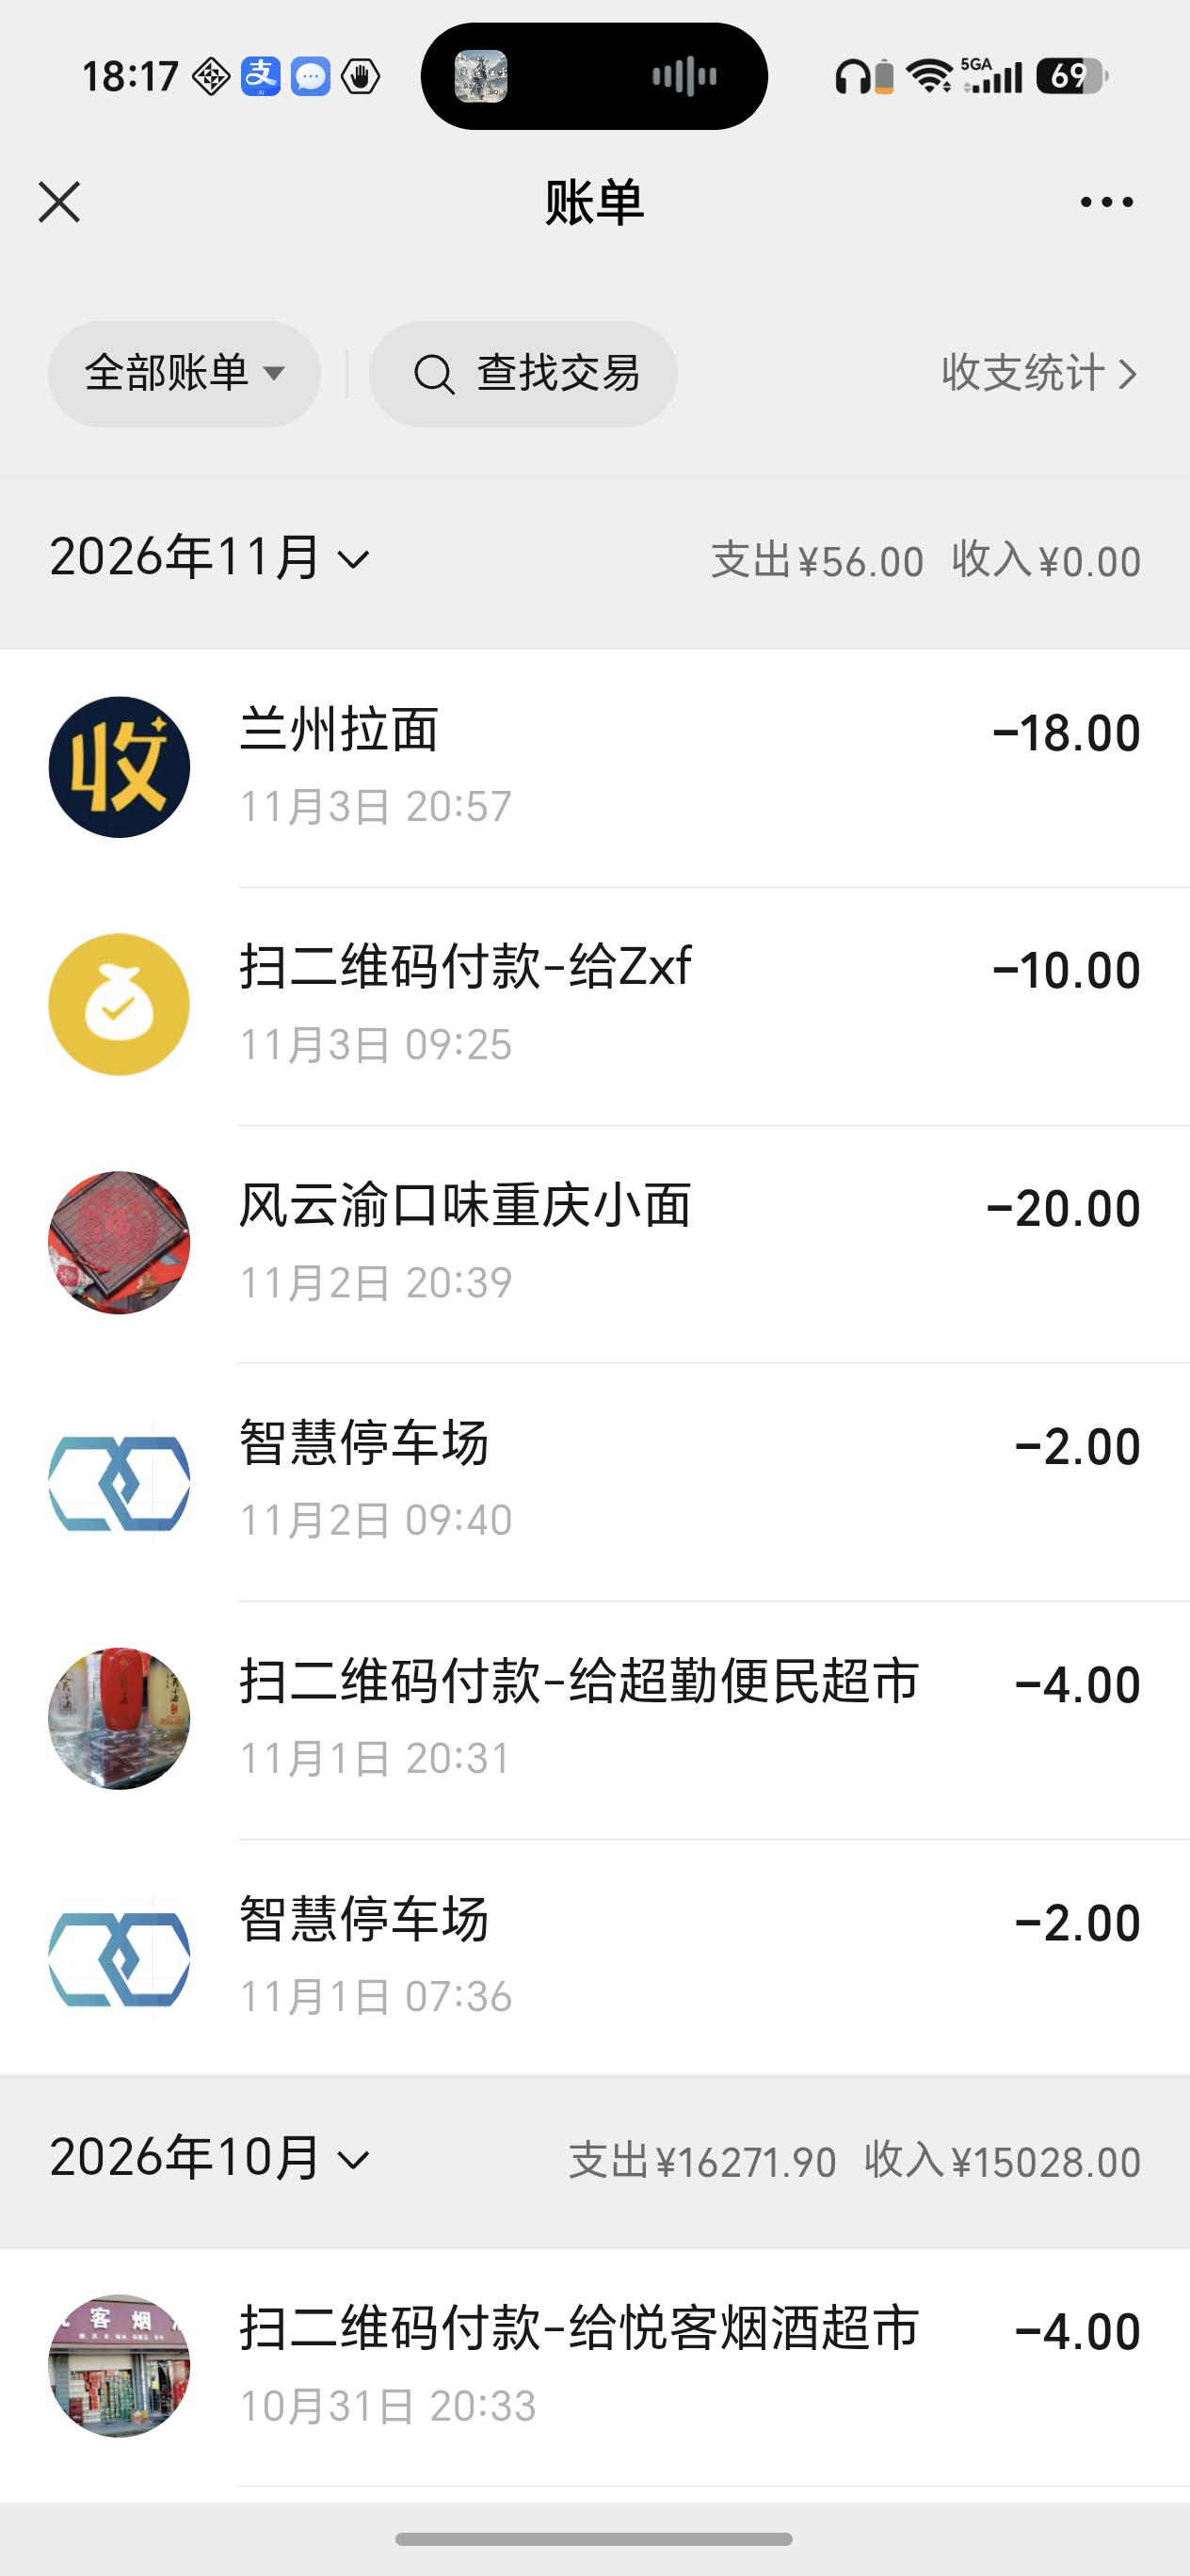 18:17
支
AI
5GA
69
账单
全部账单
查找交易
收支统计
2026年11月
支出¥56.00 收入¥0.00
收
兰州拉面
-18.00
11月3日 20:57
扫二维码付款-给Zxf
-10.00
11月3日 09:25
风云渝口味重庆小面
-20.00
11月2日 20:39
智慧停车场
-2.00
11月2日 09:40
扫二维码付款-给超勤便民超市
-4.00
11月1日 20:31
智慧停车场
-2.00
11月1日 07:36
2026年10月
支出¥16271.90 收入¥15028.00
客烟
扫二维码付款-给悦客烟酒超市
-4.00
10月31日 20:33